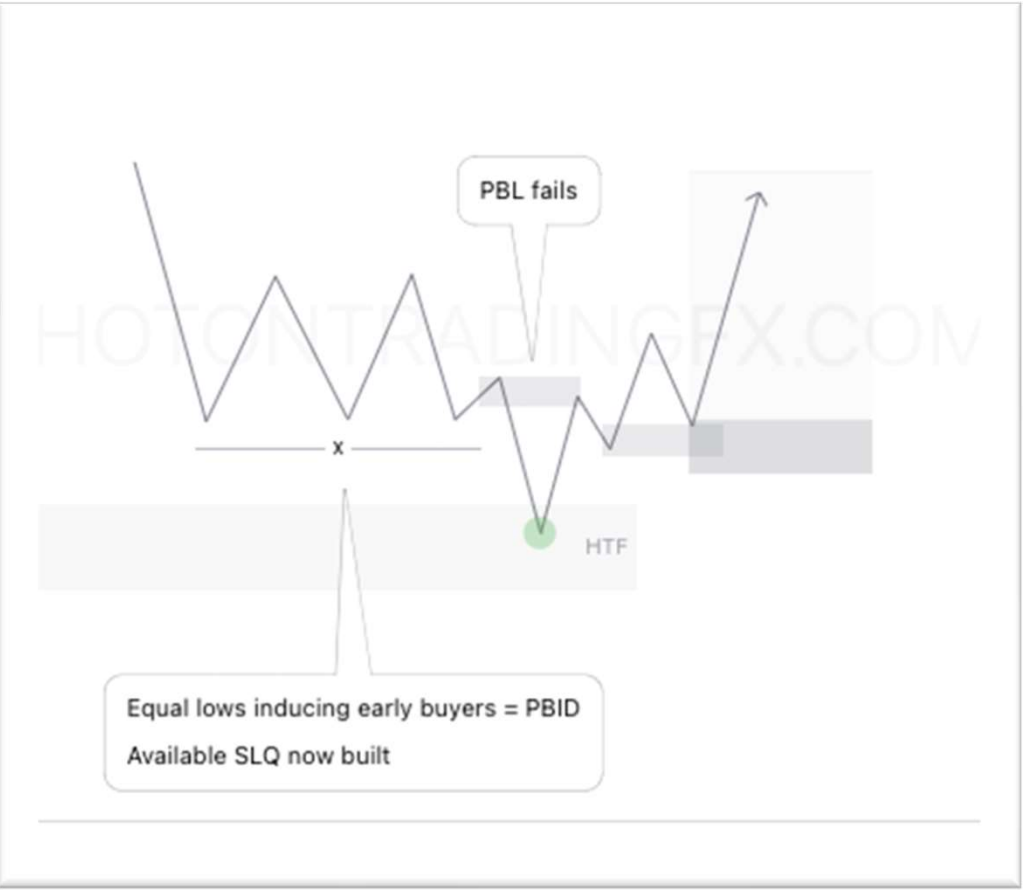 PBL fails
HOTONTRADINGFX.COM
x
HTF
Equal lows inducing early buyers = PBID
Available SLQ now built